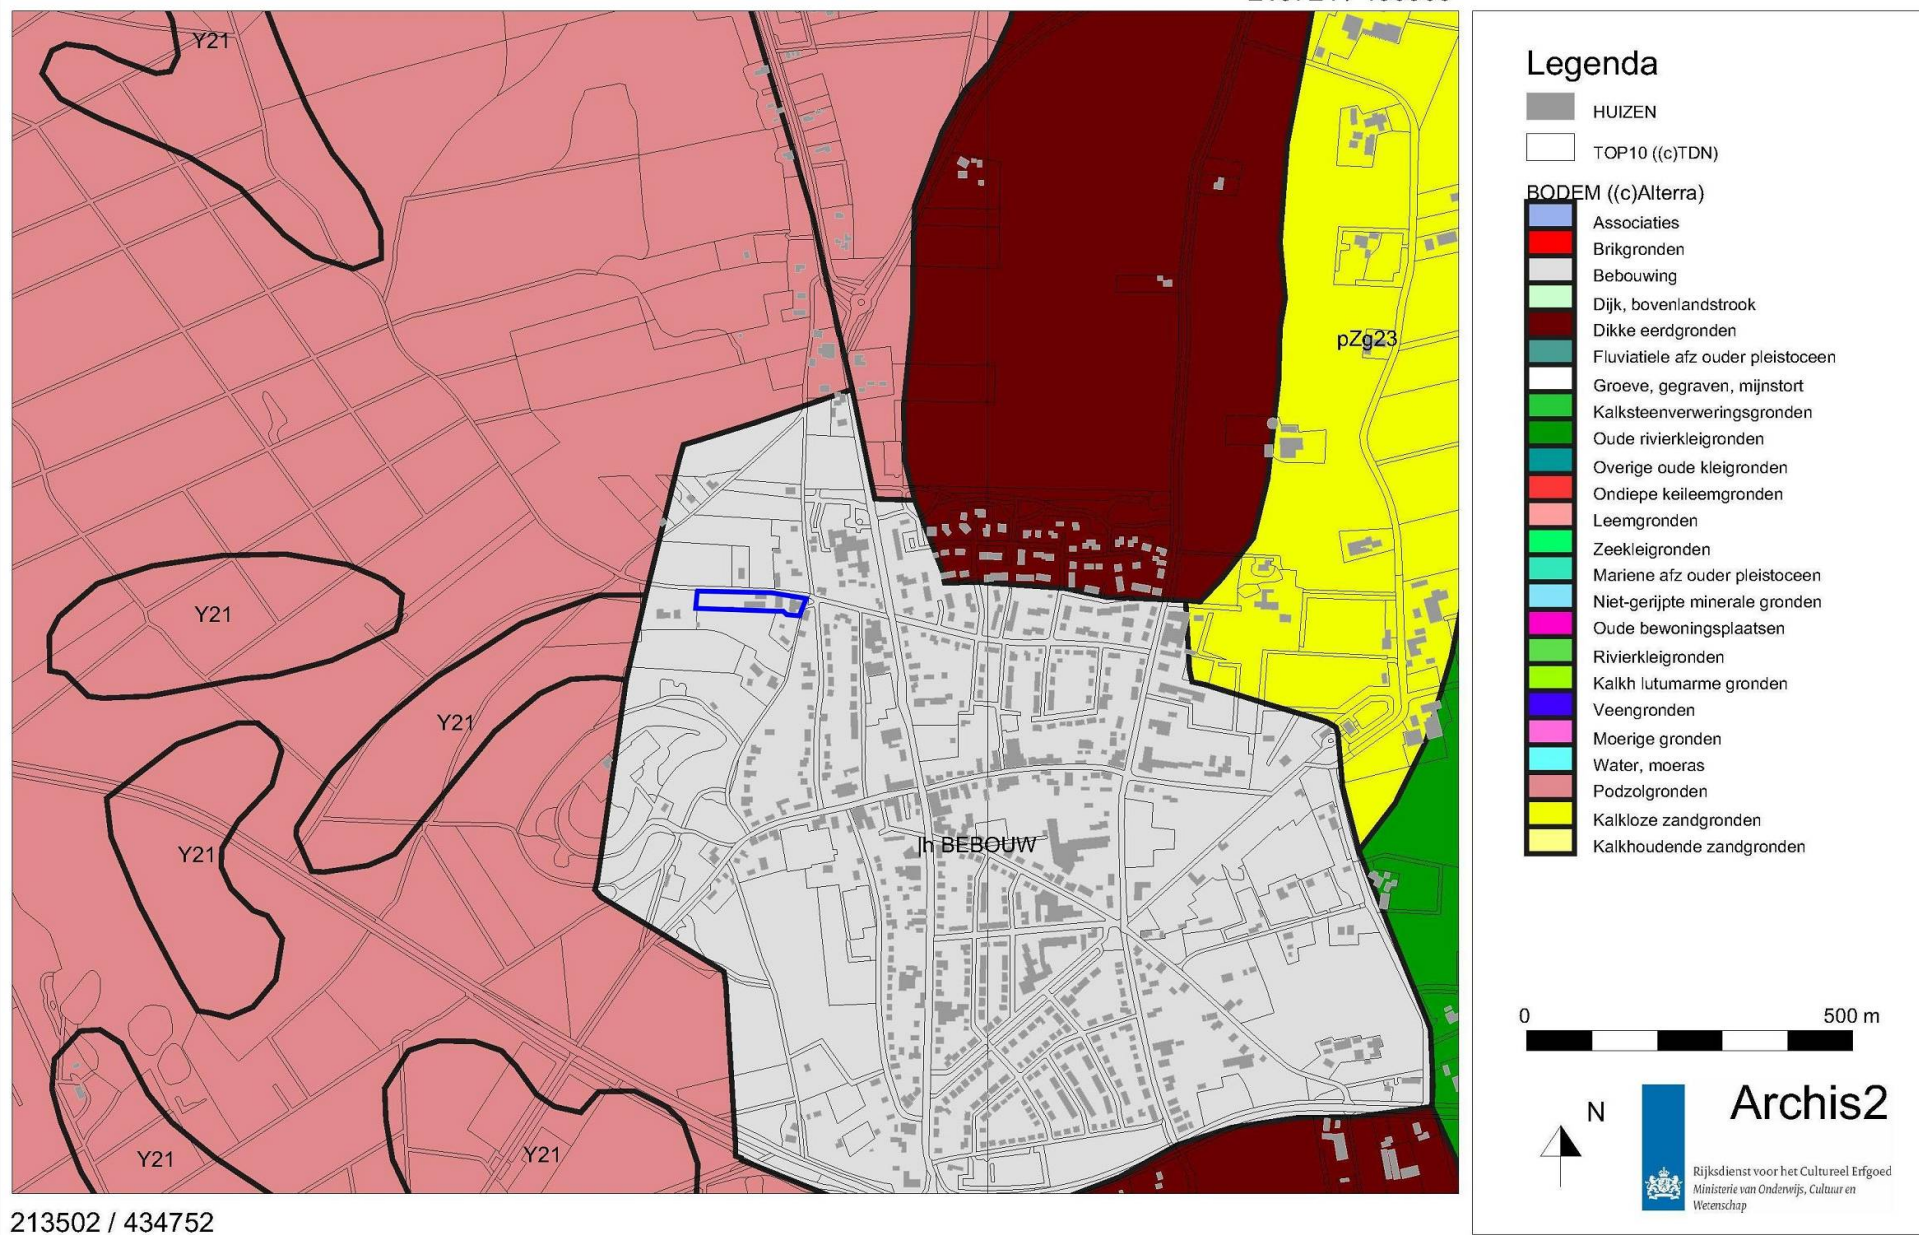 Y21
pZg23
Y21
Y21
Y21
|h BEBOUW
Y21
Y21
213502 / 434752
Legenda
HUIZEN
TOP10 ((c)TDN)
BODEM ((c)Alterra)
Associaties
Brikgronden
Bebouwing
Dijk, bovenlandstrook
Dikke eerdgronden
Fluviatiele afz ouder pleistoceen
Groeve, gegraven, mijnstort
Kalksteenverweringsgronden
Oude rivierkleigronden
Overige oude kleigronden
Ondiepe keileemgronden
Leemgronden
Zeekleigronden
Mariene afz ouder pleistoceen
Niet-gerijpte minerale gronden
Oude bewoningsplaatsen
Rivierkleigronden
Kalkh lutumarme gronden
Veengronden
Moerige gronden
Water, moeras
Podzolgronden
Kalkloze zandgronden
Kalkhoudende zandgronden
0 500 m
N
Archis2
Rijksdienst voor het Cultureel Erfgoed
Ministerie van Onderwijs, Cultuur en
Wetenschap